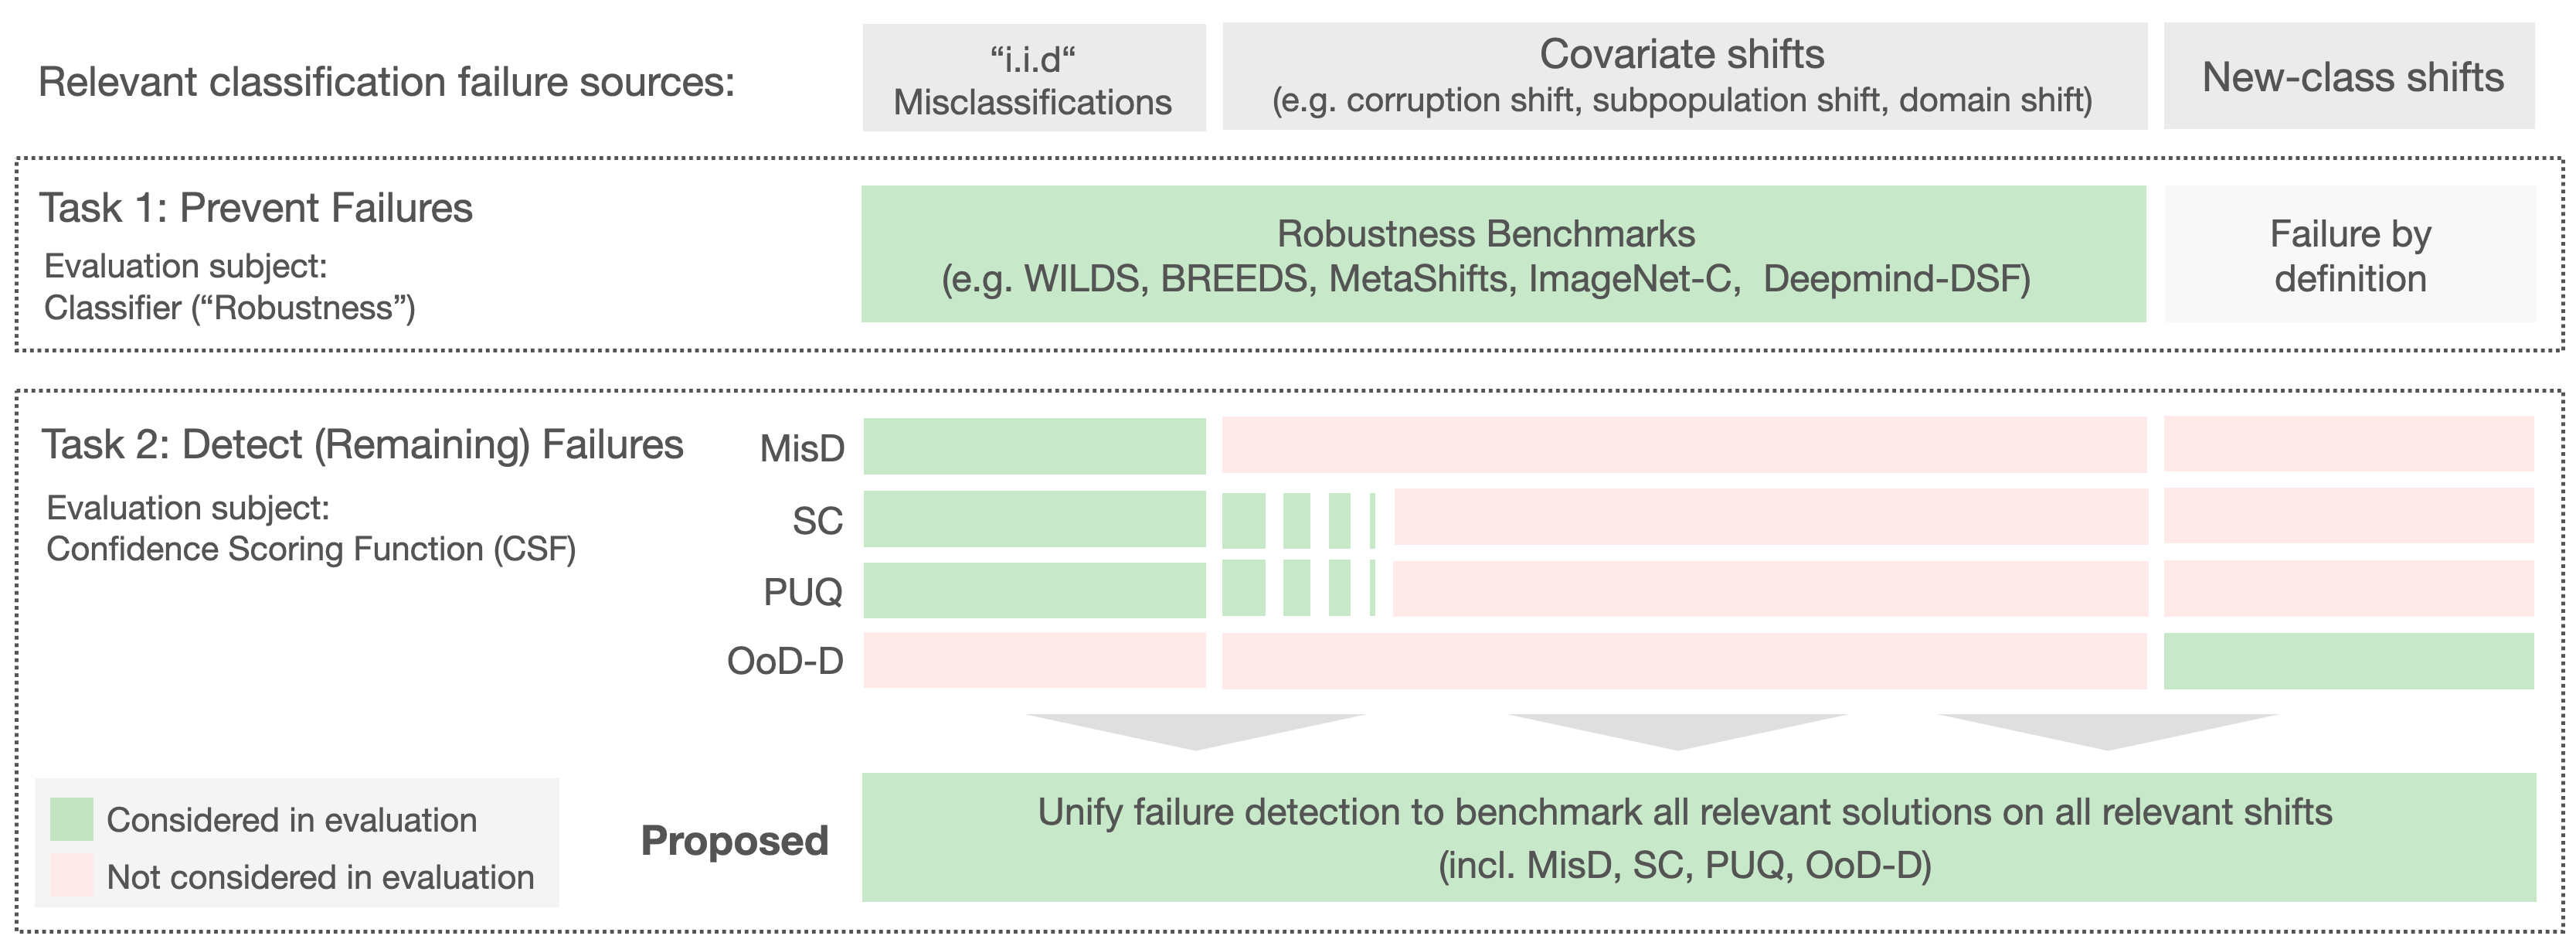 Relevant classification failure sources:
“i.i.d“
Misclassifications
Covariate shifts
(e.g. corruption shift, subpopulation shift, domain shift)
New-class shifts
Task 1: Prevent Failures
Evaluation subject:
Classifier (“Robustness”)
Robustness Benchmarks
(e.g. WILDS, BREEDS, MetaShifts, ImageNet-C, Deepmind-DSF)
Failure by
definition
Task 2: Detect (Remaining) Failures
Evaluation subject:
Confidence Scoring Function (CSF)
MisD
SC
PUQ
OoD-D
Considered in evaluation
Not considered in evaluation
Proposed
Unify failure detection to benchmark all relevant solutions on all relevant shifts
(incl. MisD, SC, PUQ, OoD-D)